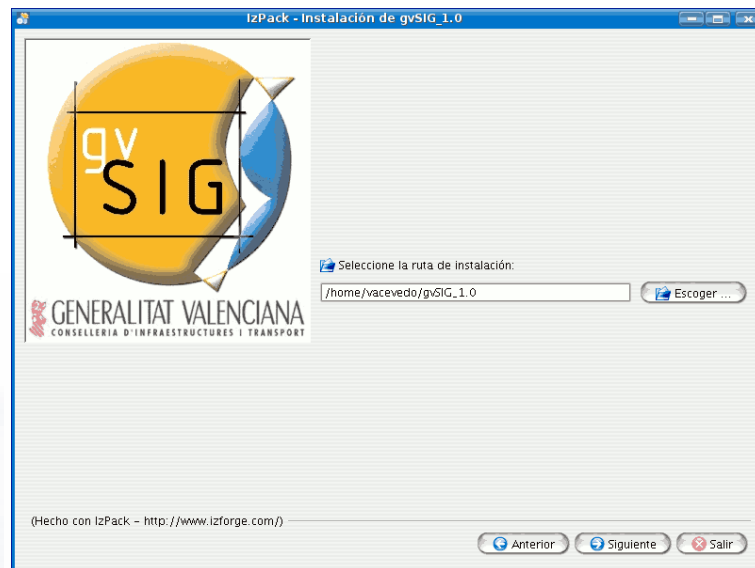 IzPack - Instalación de gvSIG_1.0
gv
SIG
GENERALITAT VALENCIANA
CONSELLERIA D'INFRAESTRUCTURES I TRANSPORT
Seleccione la ruta de instalación:
/home/vacevedo/gvSIG_1.0
Escoger ...
(Hecho con IzPack - http://www.izforge.com/)
Anterior
Siguiente
Salir